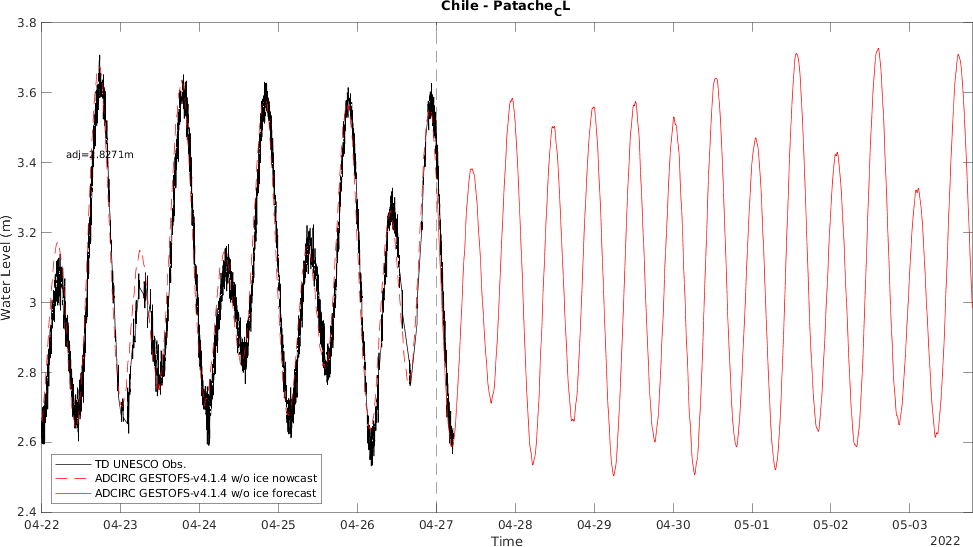 Chile - Patache_CL
3.8
3.6
3.4
3.2
3
2.8
2.6
2.4
Water Level (m)
adj=2.8271m
TD UNESCO Obs.
ADCIRC GESTOFS-v4.1.4 w/o ice nowcast
ADCIRC GESTOFS-v4.1.4 w/o ice forecast
04-22 04-23 04-24 04-25 04-26 04-27 04-28 04-29 04-30 05-01 05-02 05-03
Time
2022